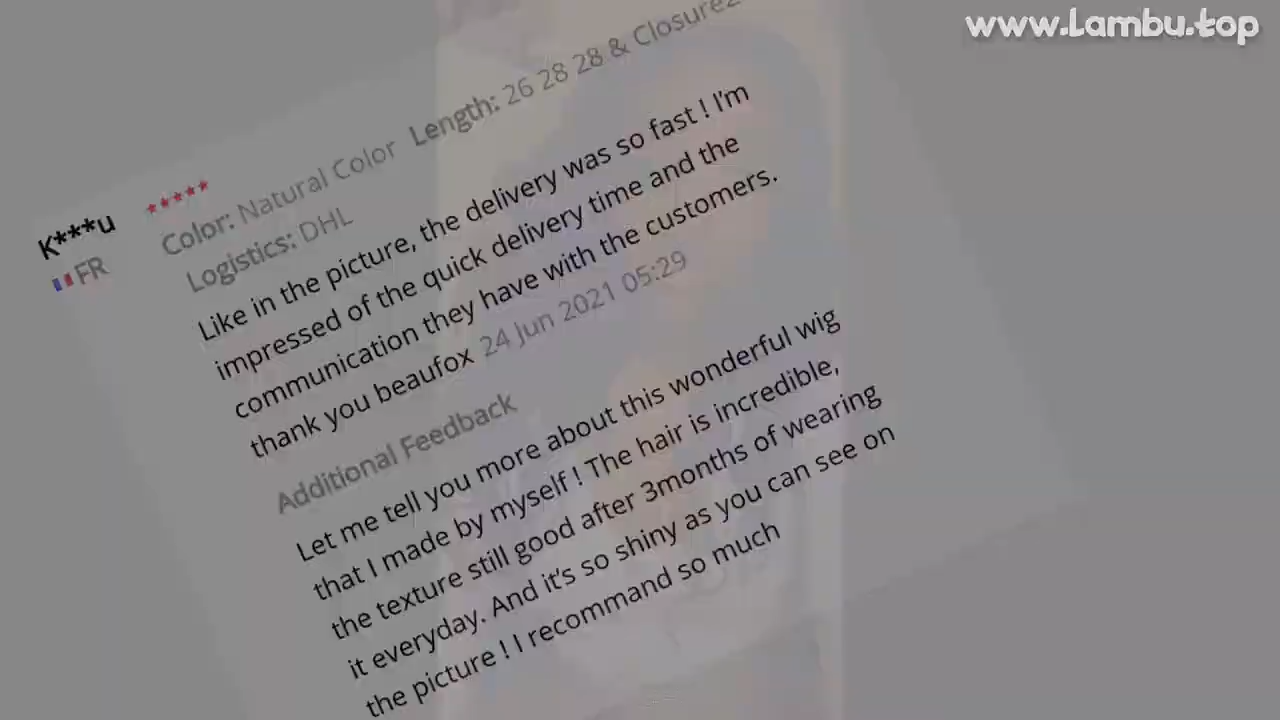 www.Lambu.top
K***u
FR
Color: Natural Color Length: 26 28 28 & Closure2
Logistics: DHL
Like in the picture, the delivery was so fast ! I'm
impressed of the quick delivery time and the
communication they have with the customers.
thank you beaufox 24 Jun 2021 05:29
Additional Feedback
Let me tell you more about this wonderful wig
that I made by myself ! The hair is incredible,
the texture still good after 3months of wearing
it everyday. And it's so shiny as you can see on
the picture ! I recommand so much